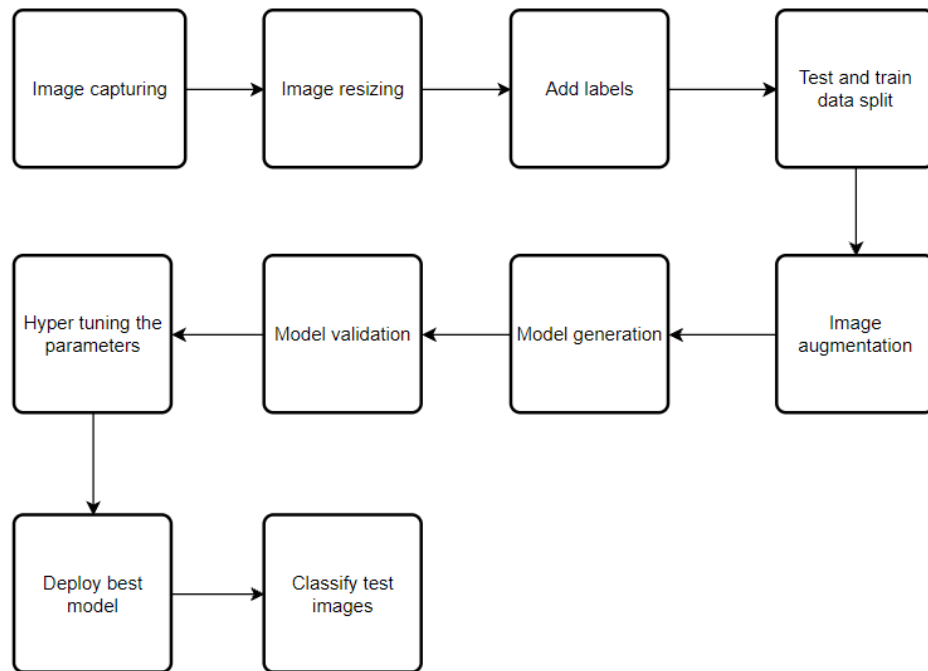 Image capturing
Image resizing
Add labels
Test and train
data split
Image
augmentation
Model generation
Model validation
Hyper tuning the
parameters
Deploy best
model
Classify test
images